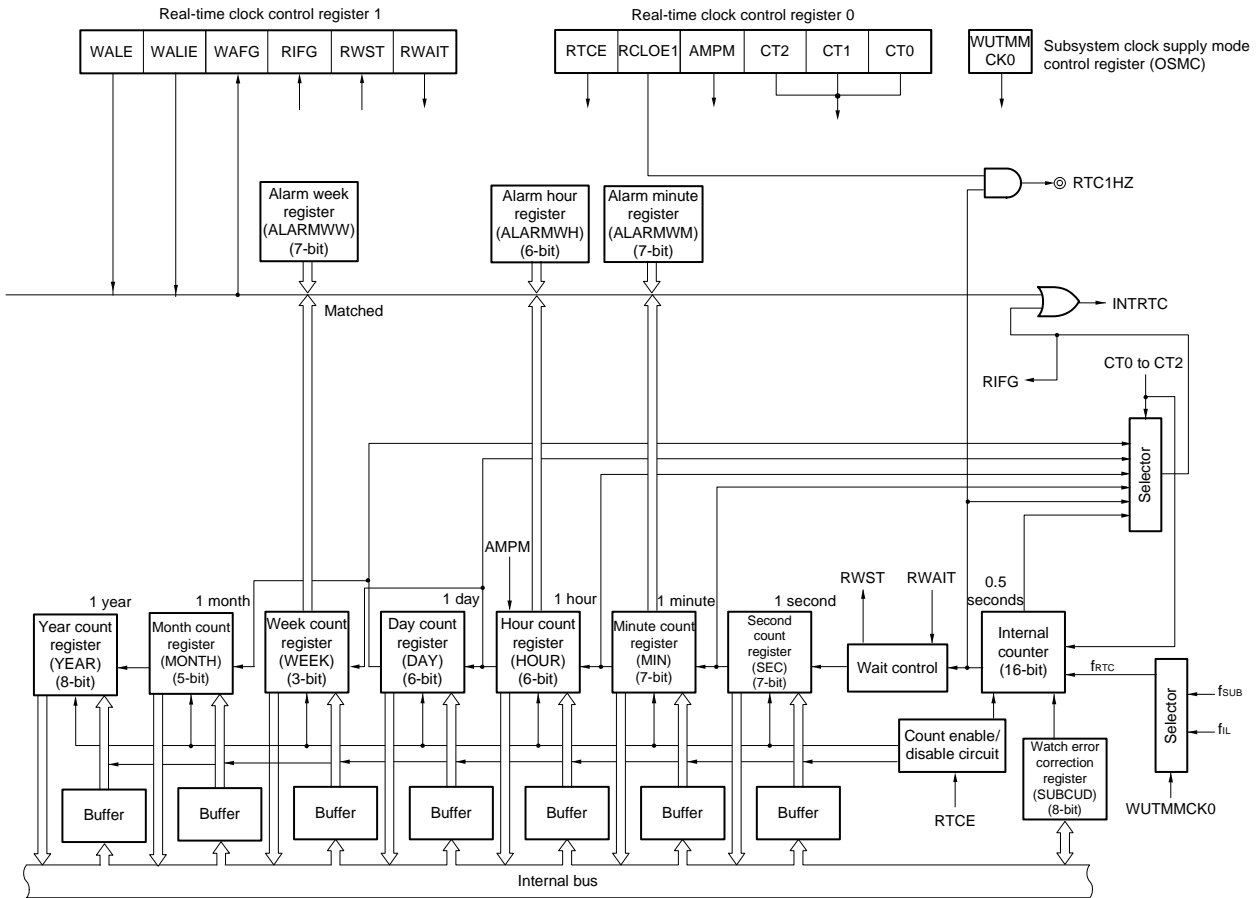 Real-time clock control register 1
WALE WALIE WAFG RIFG RWST RWAIT
Real-time clock control register 0
RTCE RCLOE1 AMPM CT2 CT1 CT0
WUTMM
CK0
Subsystem clock supply mode
control register (OSMC)
RTC1HZ
Alarm week
register
(ALARMWW)
(7-bit)
Alarm hour
register
(ALARMWH)
(6-bit)
Alarm minute
register
(ALARMWM)
(7-bit)
Matched
INTRTC
RIFG
CT0 to CT2
Selector
AMPM
RWST
RWAIT
0.5
seconds
1 year
1 month
1 day
1 hour
1 minute
1 second
Year count
register
(YEAR)
(8-bit)
Month count
register
(MONTH)
(5-bit)
Week count
register
(WEEK)
(3-bit)
Day count
register
(DAY)
(6-bit)
Hour count
register
(HOUR)
(6-bit)
Minute count
register
(MIN)
(7-bit)
Second
count
register
(SEC)
(7-bit)
Wait control
Internal
counter
(16-bit)
fRTC
Selector
fSUB
fIL
Count enable/
disable circuit
Watch error
correction
register
(SUBCUD)
(8-bit)
RTCE
WUTMMCK0
Buffer Buffer Buffer Buffer Buffer Buffer Buffer
Internal bus